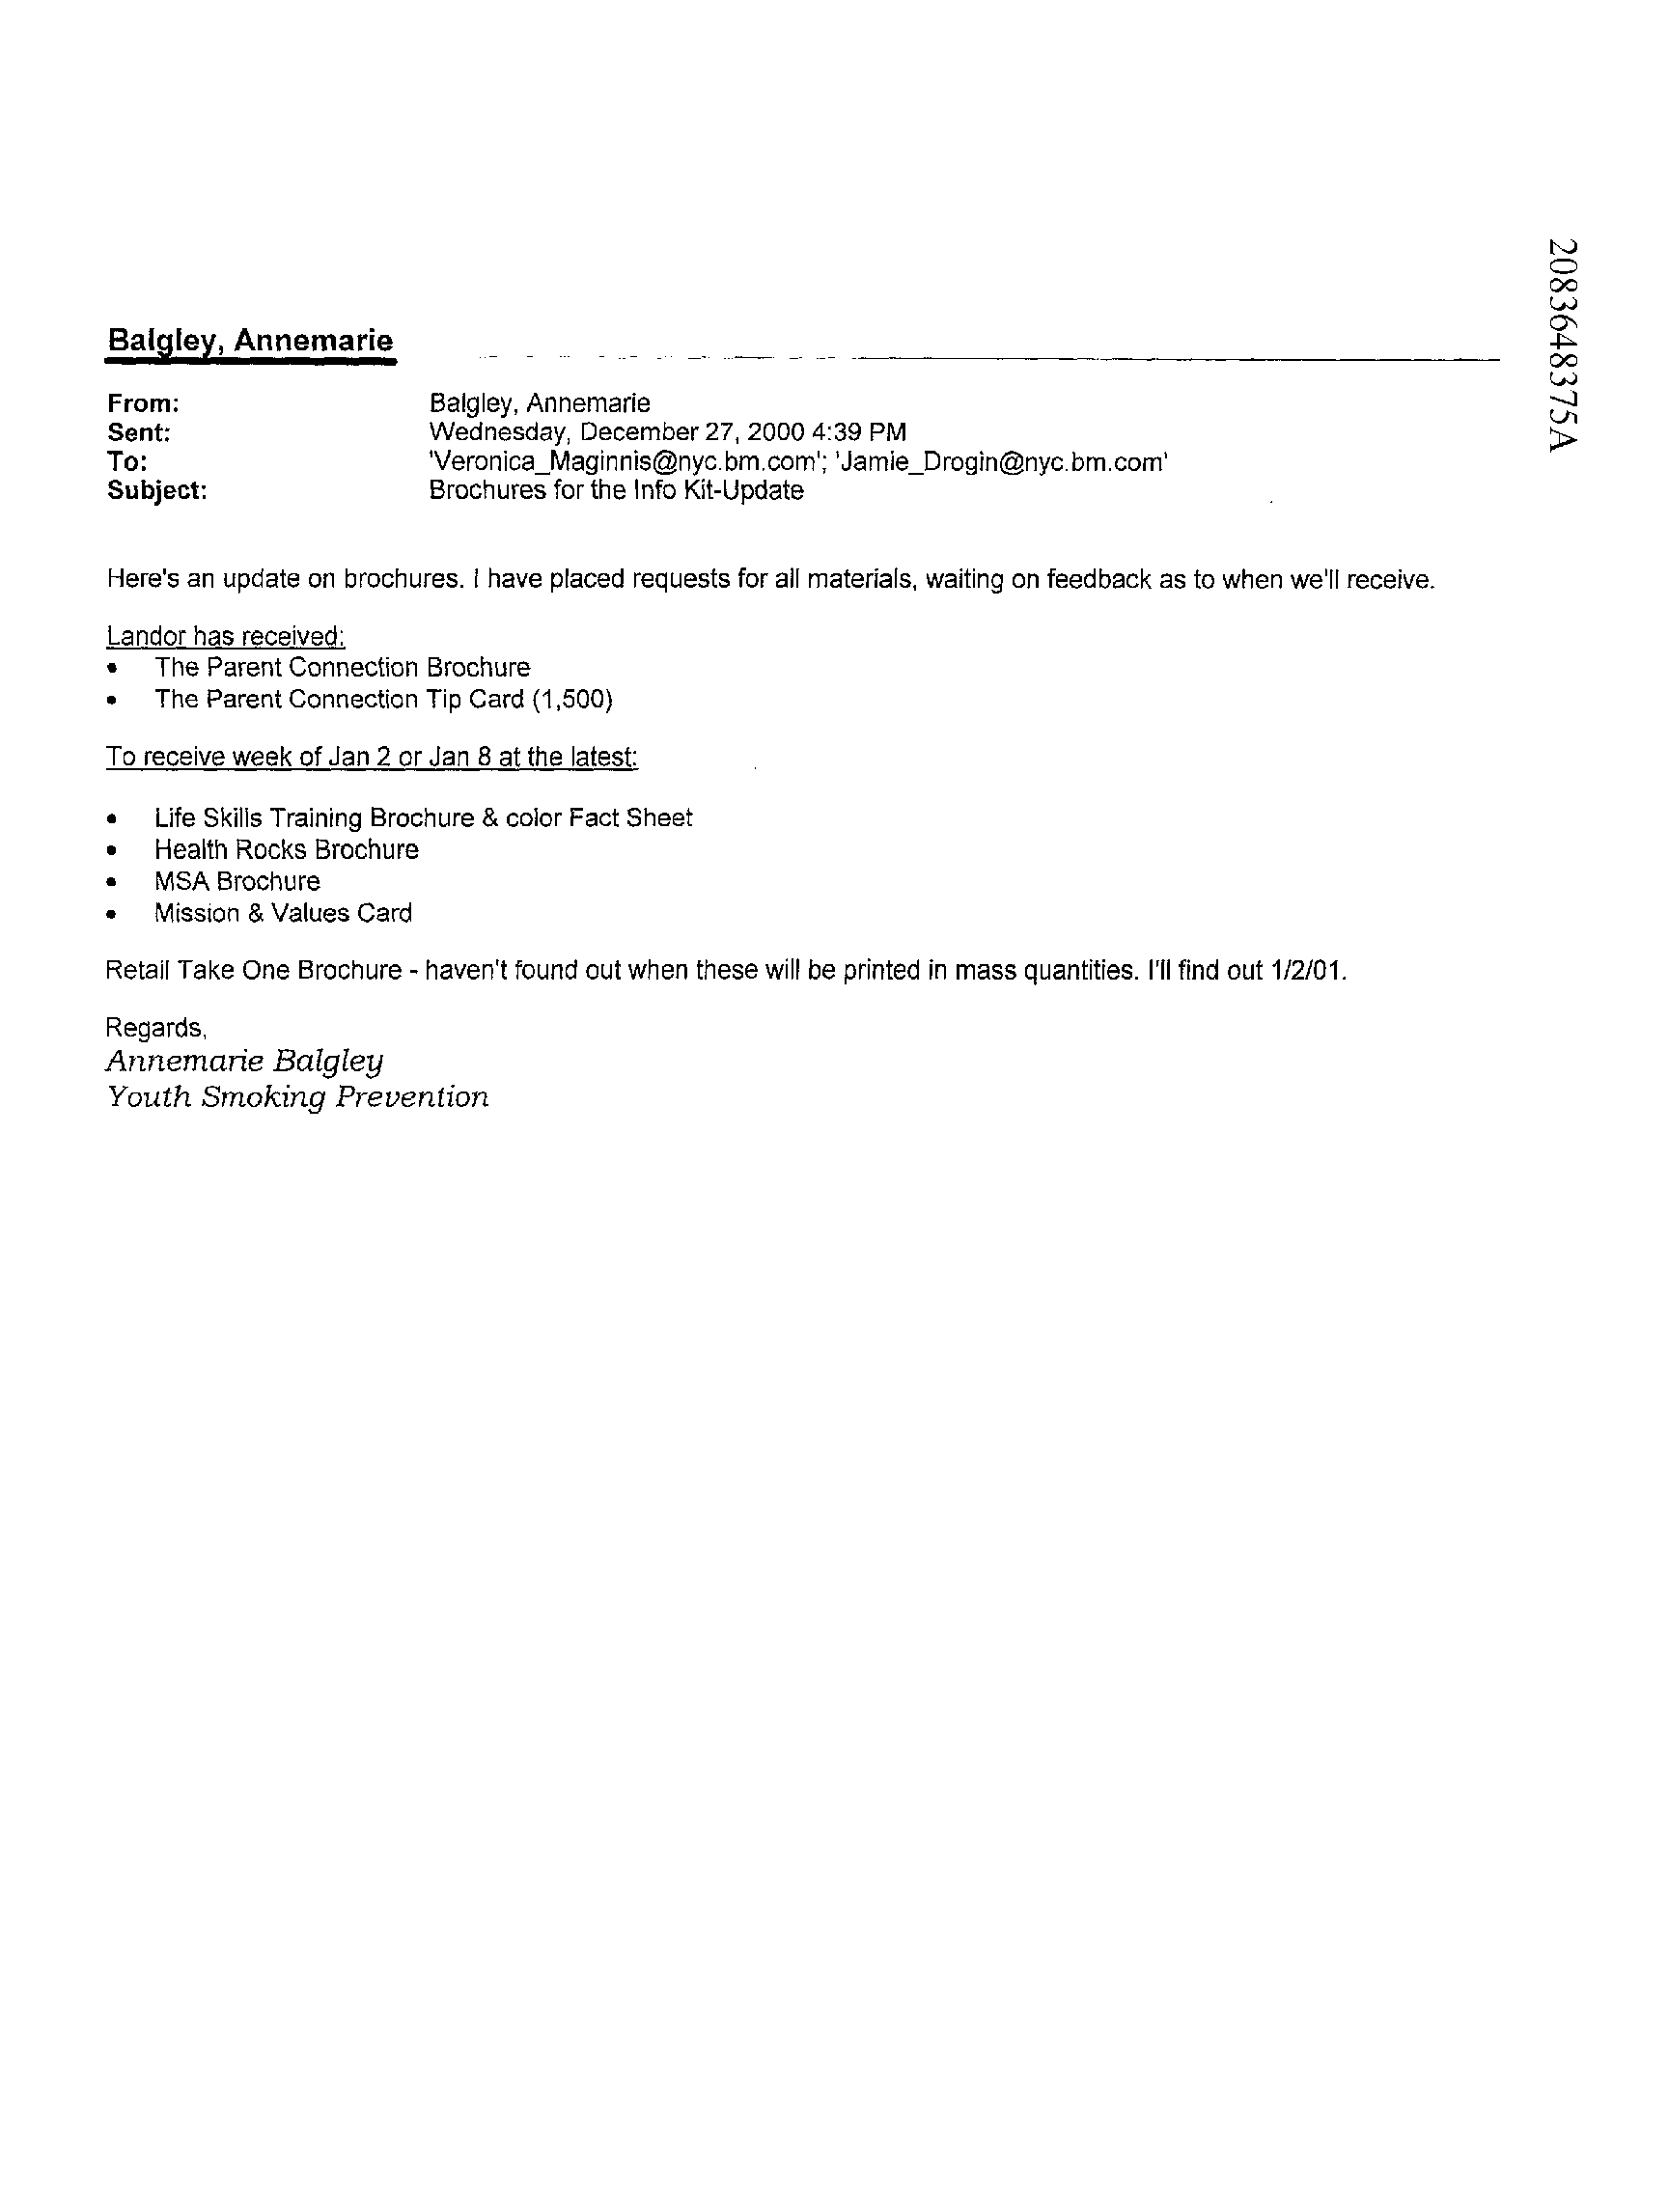 2083648375A
Balgley, Annemarie
From: Balgley, Annemarie
Sent: Wednesday, December 27, 2000 4:39 PM
To: 'Veronica_Maginnis@nyc.bm.com'; 'Jamie_Drogin@nyc.bm.com'
Subject: Brochures for the Info Kit-Update
Here's an update on brochures. I have placed requests for all materials, waiting on feedback as to when we'll receive.
Landor has received:
• The Parent Connection Brochure
• The Parent Connection Tip Card (1,500)
To receive week of Jan 2 or Jan 8 at the latest:
• Life Skills Training Brochure & color Fact Sheet
• Health Rocks Brochure
• MSA Brochure
• Mission & Values Card
Retail Take One Brochure - haven't found out when these will be printed in mass quantities. I'll find out 1/2/01.
Regards,
Annemarie Balgley
Youth Smoking Prevention